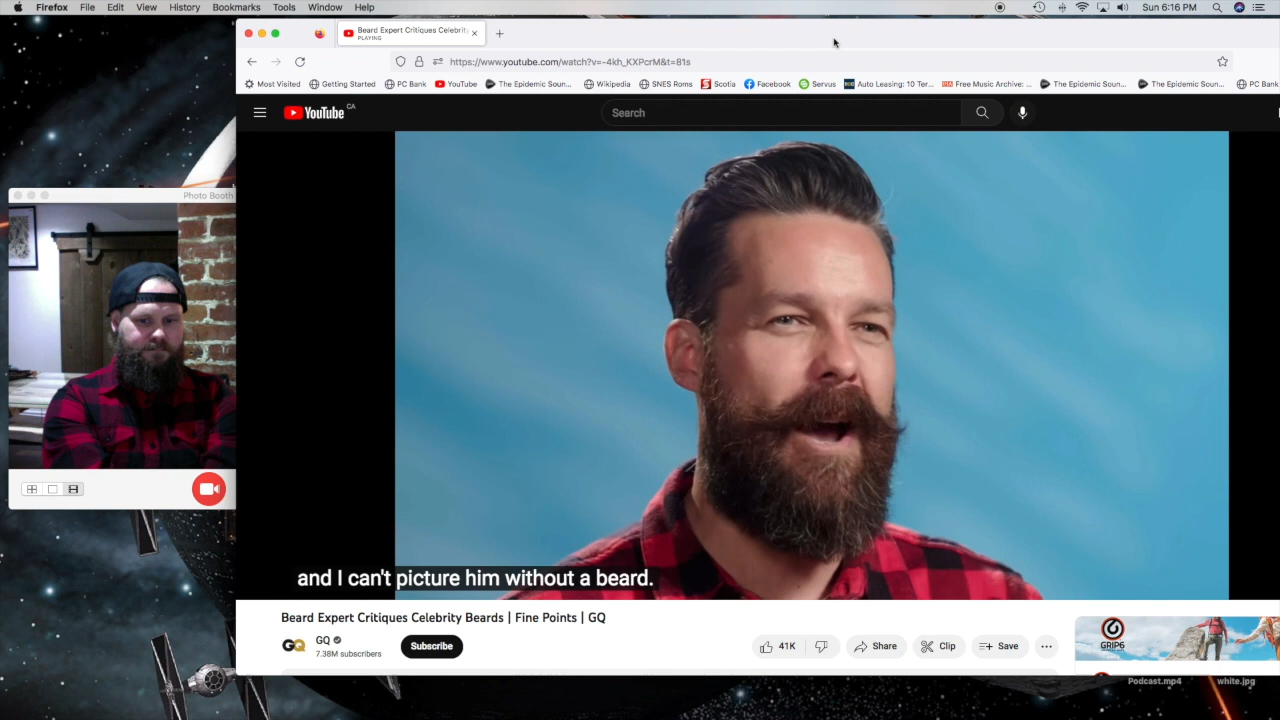 Firefox File Edit View History Bookmarks Tools Window Help
Sun 6:16 PM
Beard Expert Critiques Celebrit
PLAYING
https://www.youtube.com/watch?v=-4kh_KXPcrM&t=81s
Most Visited Getting Started PC Bank YouTube The Epidemic Soun... Wikipedia SNES Roms Scotia Facebook Servus Auto Leasing: 10 Ter... Free Music Archive: ... The Epidemic Soun... The Epidemic Soun... PC Bank
YouTube CA
Search
Photo Booth
and I can't picture him without a beard.
Beard Expert Critiques Celebrity Beards | Fine Points | GQ
GQ
GQ
7.38M subscribers
Subscribe
41K
Share
Clip
Save
GRIP6
Podcast.mp4
white.jpg